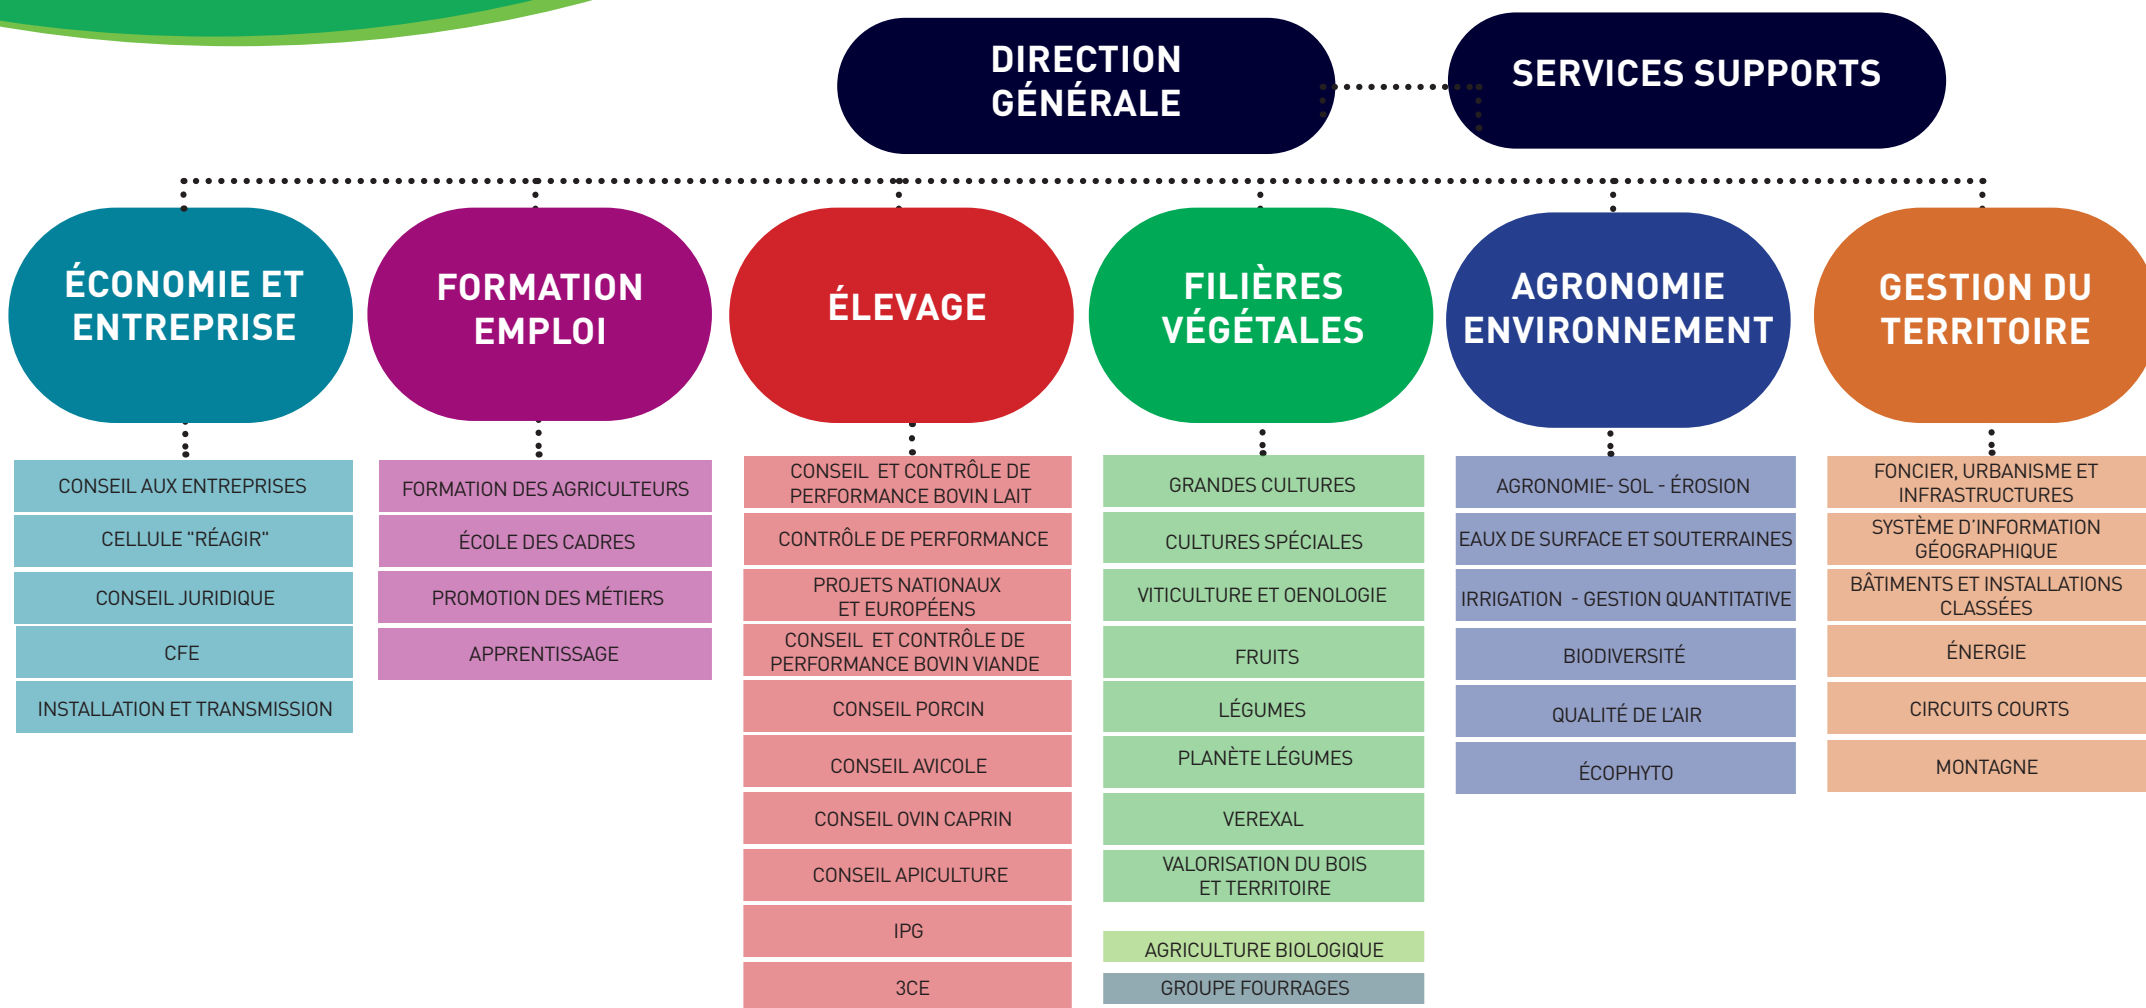 DIRECTION
GÉNÉRALE
SERVICES SUPPORTS
ÉCONOMIE ET
ENTREPRISE
CONSEIL AUX ENTREPRISES
CELLULE "RÉAGIR"
CONSEIL JURIDIQUE
CFE
INSTALLATION ET TRANSMISSION
FORMATION
EMPLOI
FORMATION DES AGRICULTEURS
ÉCOLE DES CADRES
PROMOTION DES MÉTIERS
APPRENTISSAGE
ÉLEVAGE
CONSEIL ET CONTRÔLE DE
PERFORMANCE BOVIN LAIT
CONTRÔLE DE PERFORMANCE
PROJETS NATIONAUX
ET EUROPÉENS
CONSEIL ET CONTRÔLE DE
PERFORMANCE BOVIN VIANDE
CONSEIL PORCIN
CONSEIL AVICOLE
CONSEIL OVIN CAPRIN
CONSEIL APICULTURE
IPG
3CE
FILIÈRES
VÉGÉTALES
GRANDES CULTURES
CULTURES SPÉCIALES
VITICULTURE ET OENOLOGIE
FRUITS
LÉGUMES
PLANÈTE LÉGUMES
VEREXAL
VALORISATION DU BOIS
ET TERRITOIRE
AGRICULTURE BIOLOGIQUE
GROUPE FOURRAGES
AGRONOMIE
ENVIRONNEMENT
AGRONOMIE- SOL - ÉROSION
EAUX DE SURFACE ET SOUTERRAINES
IRRIGATION - GESTION QUANTITATIVE
BIODIVERSITÉ
QUALITÉ DE L'AIR
ÉCOPHYTO
GESTION DU
TERRITOIRE
FONCIER, URBANISME ET
INFRASTRUCTURES
SYSTÈME D'INFORMATION
GÉOGRAPHIQUE
BÂTIMENTS ET INSTALLATIONS
CLASSÉES
ÉNERGIE
CIRCUITS COURTS
MONTAGNE